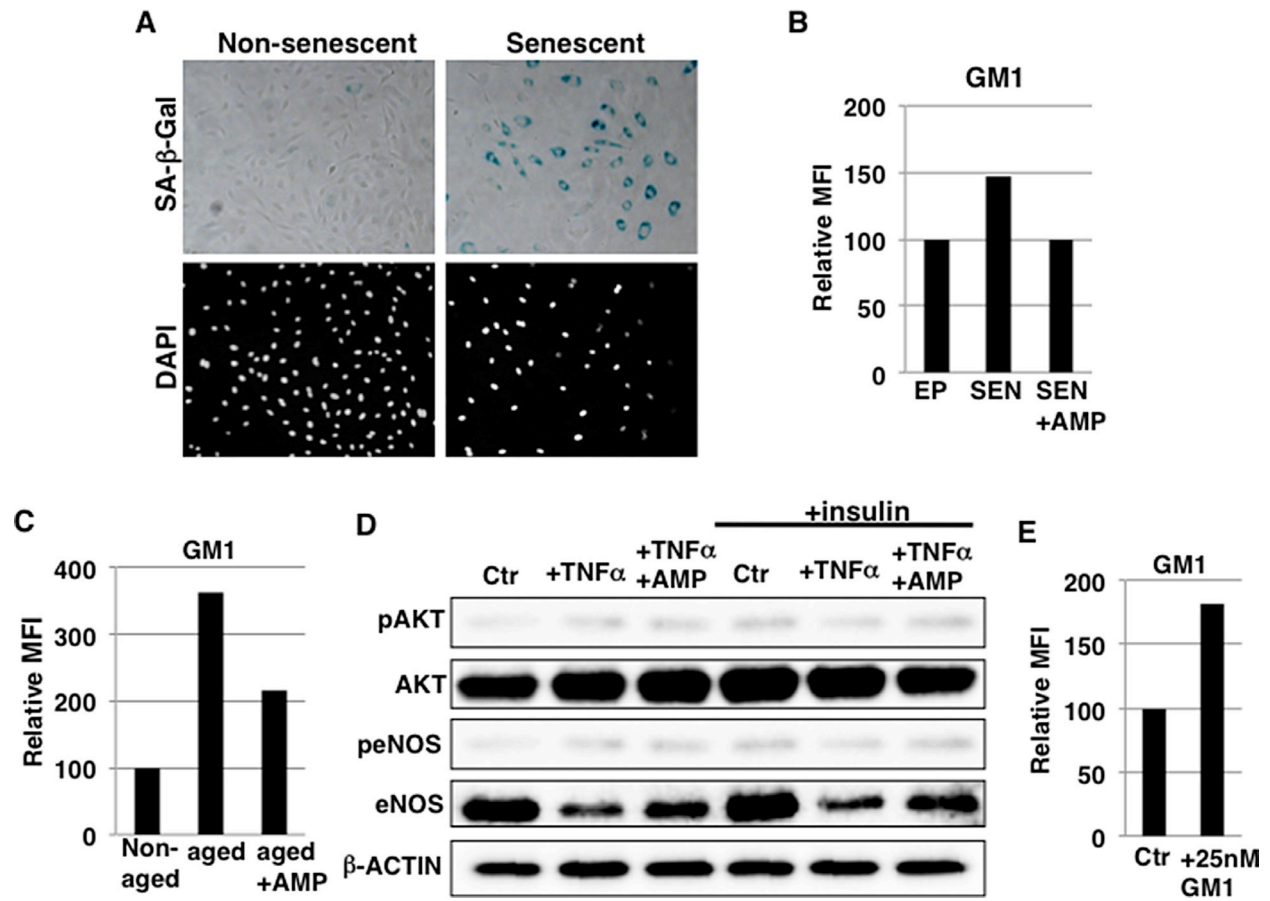 A
Non-senescent
Senescent
SA-β-Gal
DAPI
B
GM1
Relative MFI
200
150
100
50
0
EP
SEN
SEN
+AMP
C
GM1
Relative MFI
400
300
200
100
0
Non-
aged
aged
aged
+AMP
D
+insulin
Ctr
+TNFα
+TNFα
+AMP
Ctr
+TNFα
+TNFα
+AMP
pAKT
AKT
peNOS
eNOS
β-ACTIN
E
GM1
Relative MFI
200
150
100
50
0
Ctr
+25nM
GM1